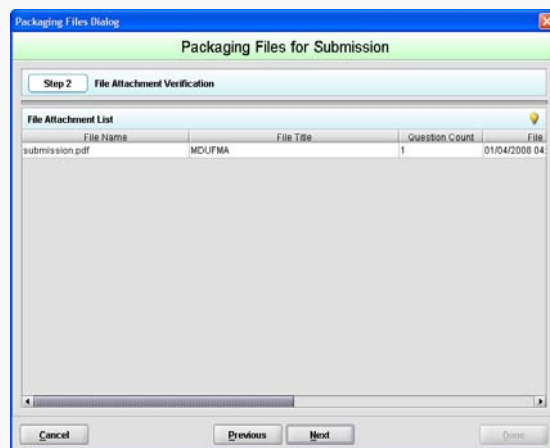 Packaging Files Dialog
Packaging Files for Submission
Step 2 File Attachment Verification
File Attachment List
File Name File Title Question Count File
submission.pdf MDUFMA 1 01/04/2008 04:
Cancel Previous Next Done